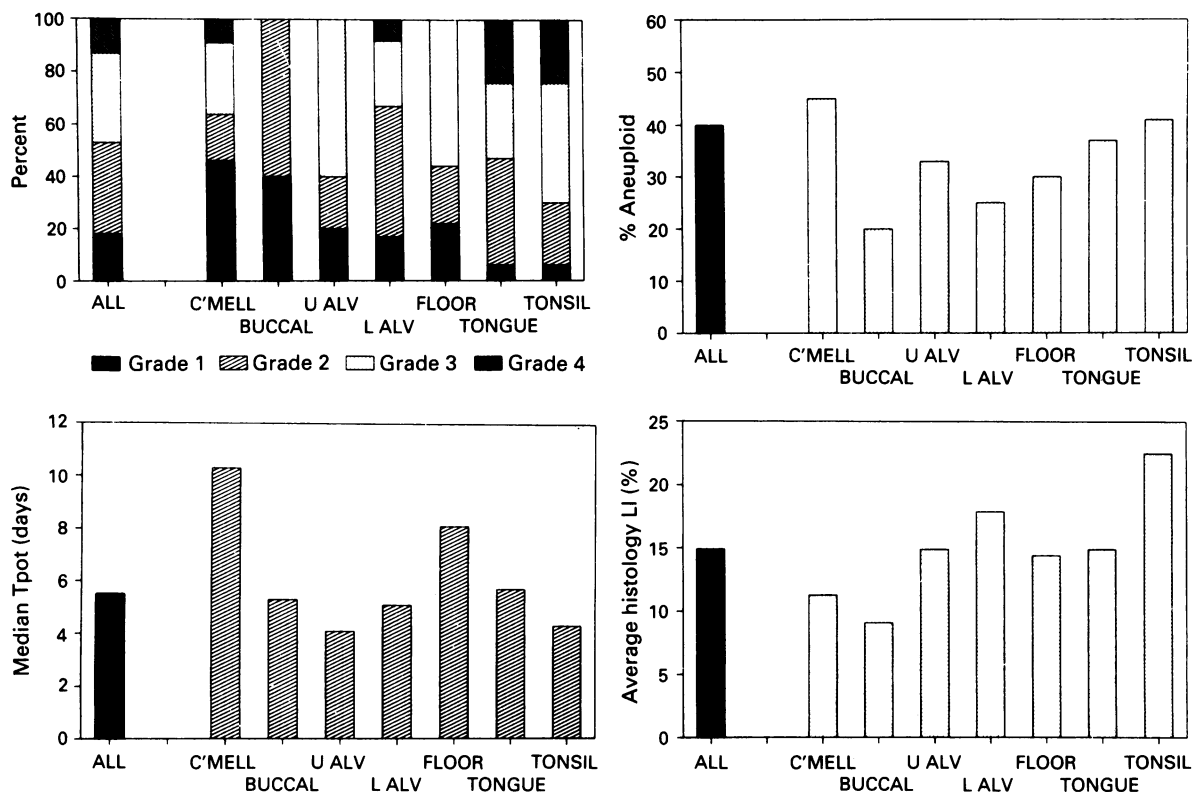 100
80
60
40
20
0
Percent
ALL C'MELL U ALV FLOOR TONSIL
BUCCAL L ALV TONGUE
Grade 1 Grade 2 Grade 3 Grade 4
60
50
40
30
20
10
0
% Aneuploid
ALL C'MELL U ALV FLOOR TONSIL
BUCCAL L ALV TONGUE
12
10
8
6
4
2
0
Median Tpot (days)
ALL C'MELL U ALV FLOOR TONSIL
BUCCAL L ALV TONGUE
25
20
15
10
5
0
Average histology LI (%)
ALL C'MELL U ALV FLOOR TONSIL
BUCCAL L ALV TONGUE